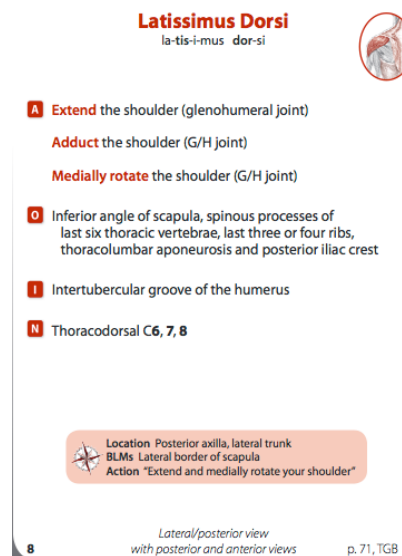 Latissimus Dorsi
la-tis-i-mus dor-si
A Extend the shoulder (glenohumeral joint)
Adduct the shoulder (G/H joint)
Medially rotate the shoulder (G/H joint)
O Inferior angle of scapula, spinous processes of
last six thoracic vertebrae, last three or four ribs,
thoracolumbar aponeurosis and posterior iliac crest
I Intertubercular groove of the humerus
N Thoracodorsal C6, 7, 8
Location Posterior axilla, lateral trunk
BLMs Lateral border of scapula
Action "Extend and medially rotate your shoulder"
Lateral/posterior view
8 with posterior and anterior views p. 71, TGB